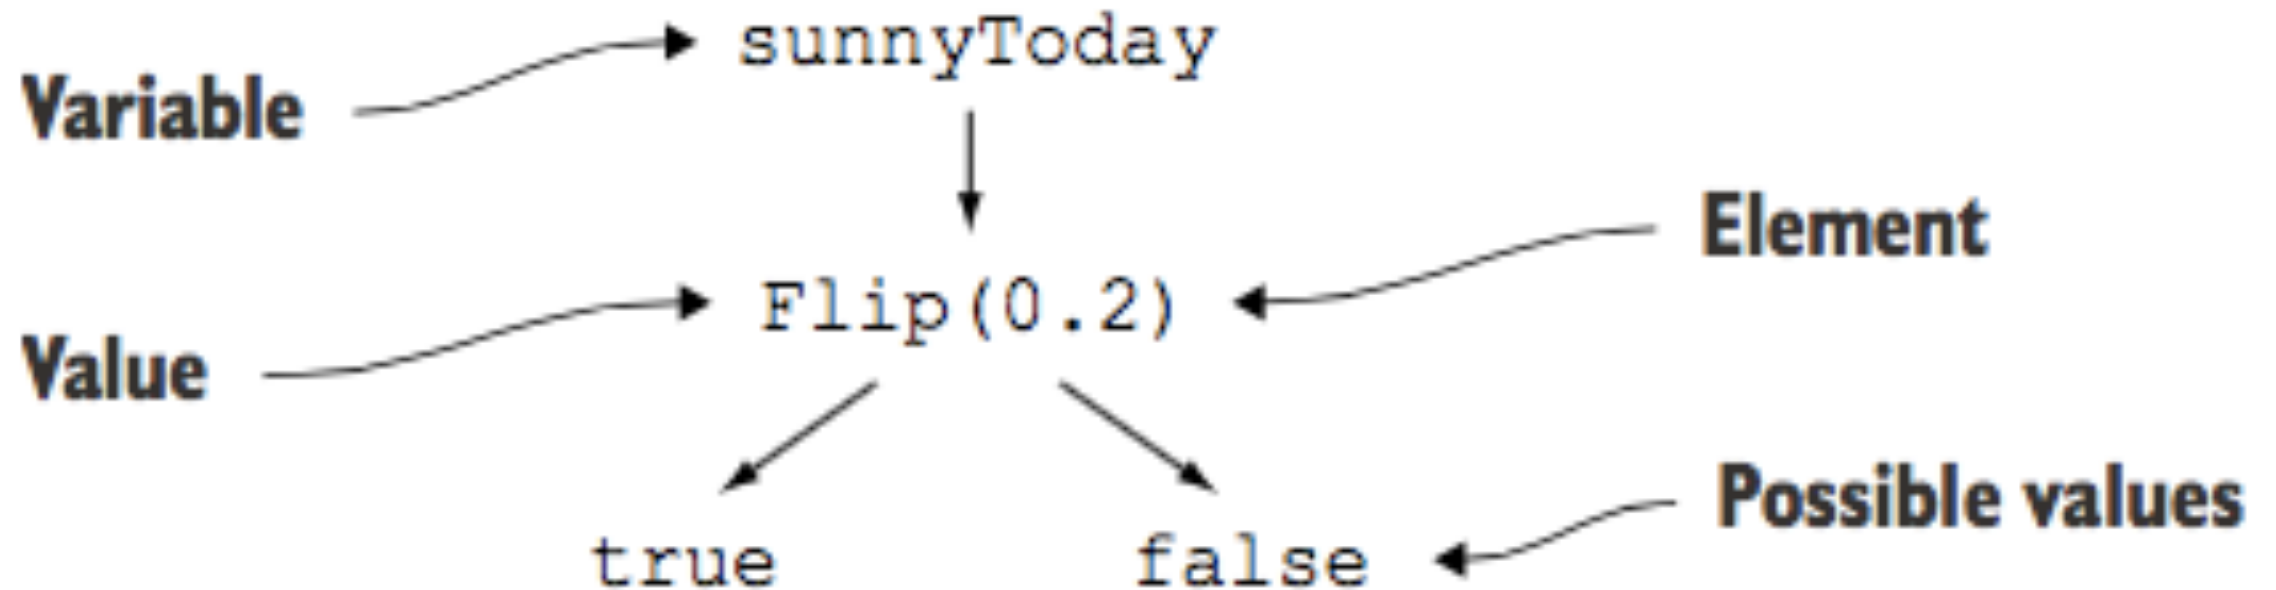 sunnyToday
Variable
Element
Flip(0.2)
Value
Possible values
true
false